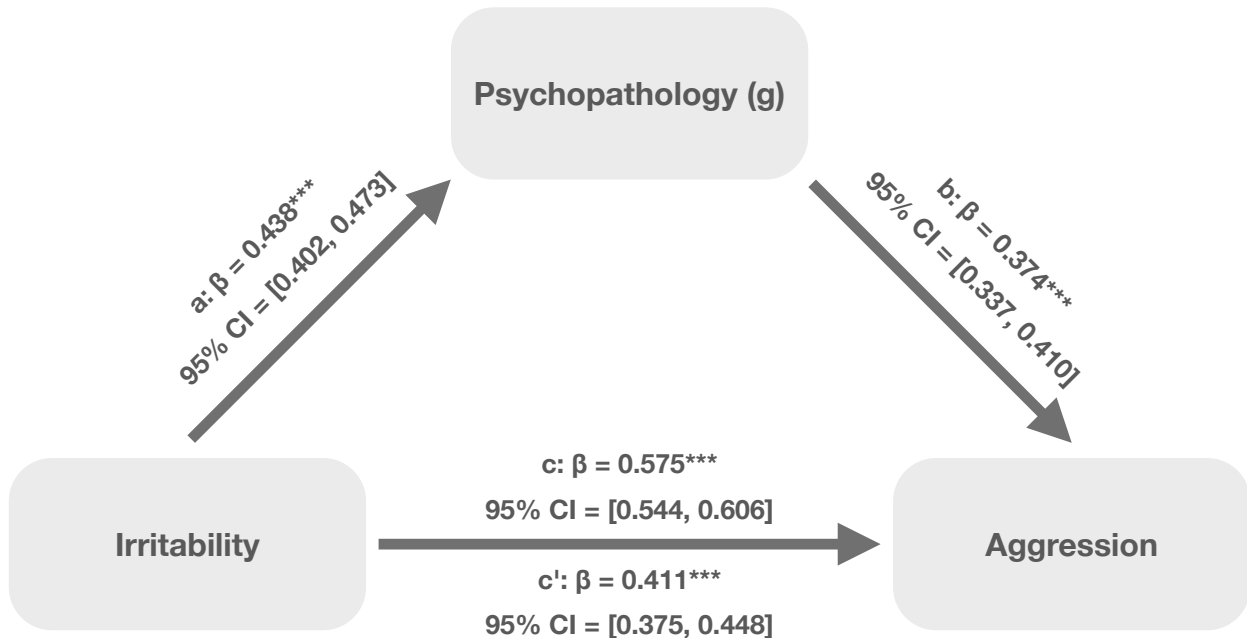 Psychopathology (g)
a: β = 0.438***
95% CI = [0.402, 0.473]
b: β = 0.374***
95% CI = [0.337, 0.410]
c: β = 0.575***
95% CI = [0.544, 0.606]
Irritability
Aggression
c': β = 0.411***
95% CI = [0.375, 0.448]